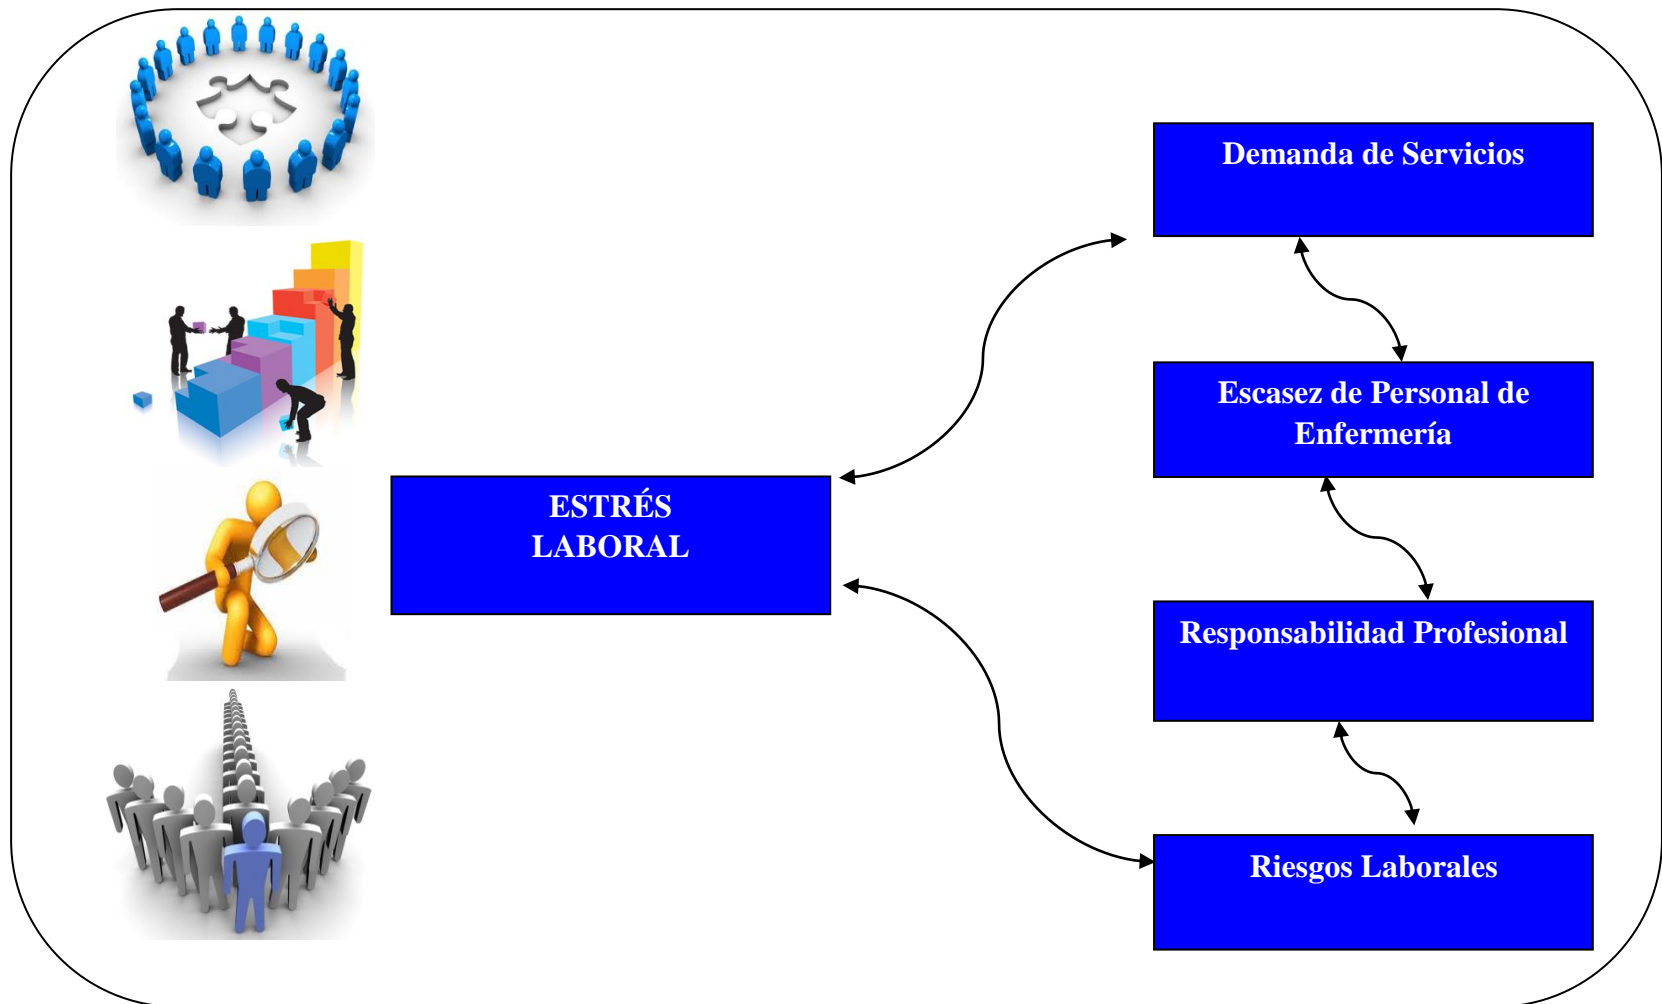 Demanda de Servicios
Escasez de Personal de
Enfermería
ESTRÉS
LABORAL
Responsabilidad Profesional
Riesgos Laborales